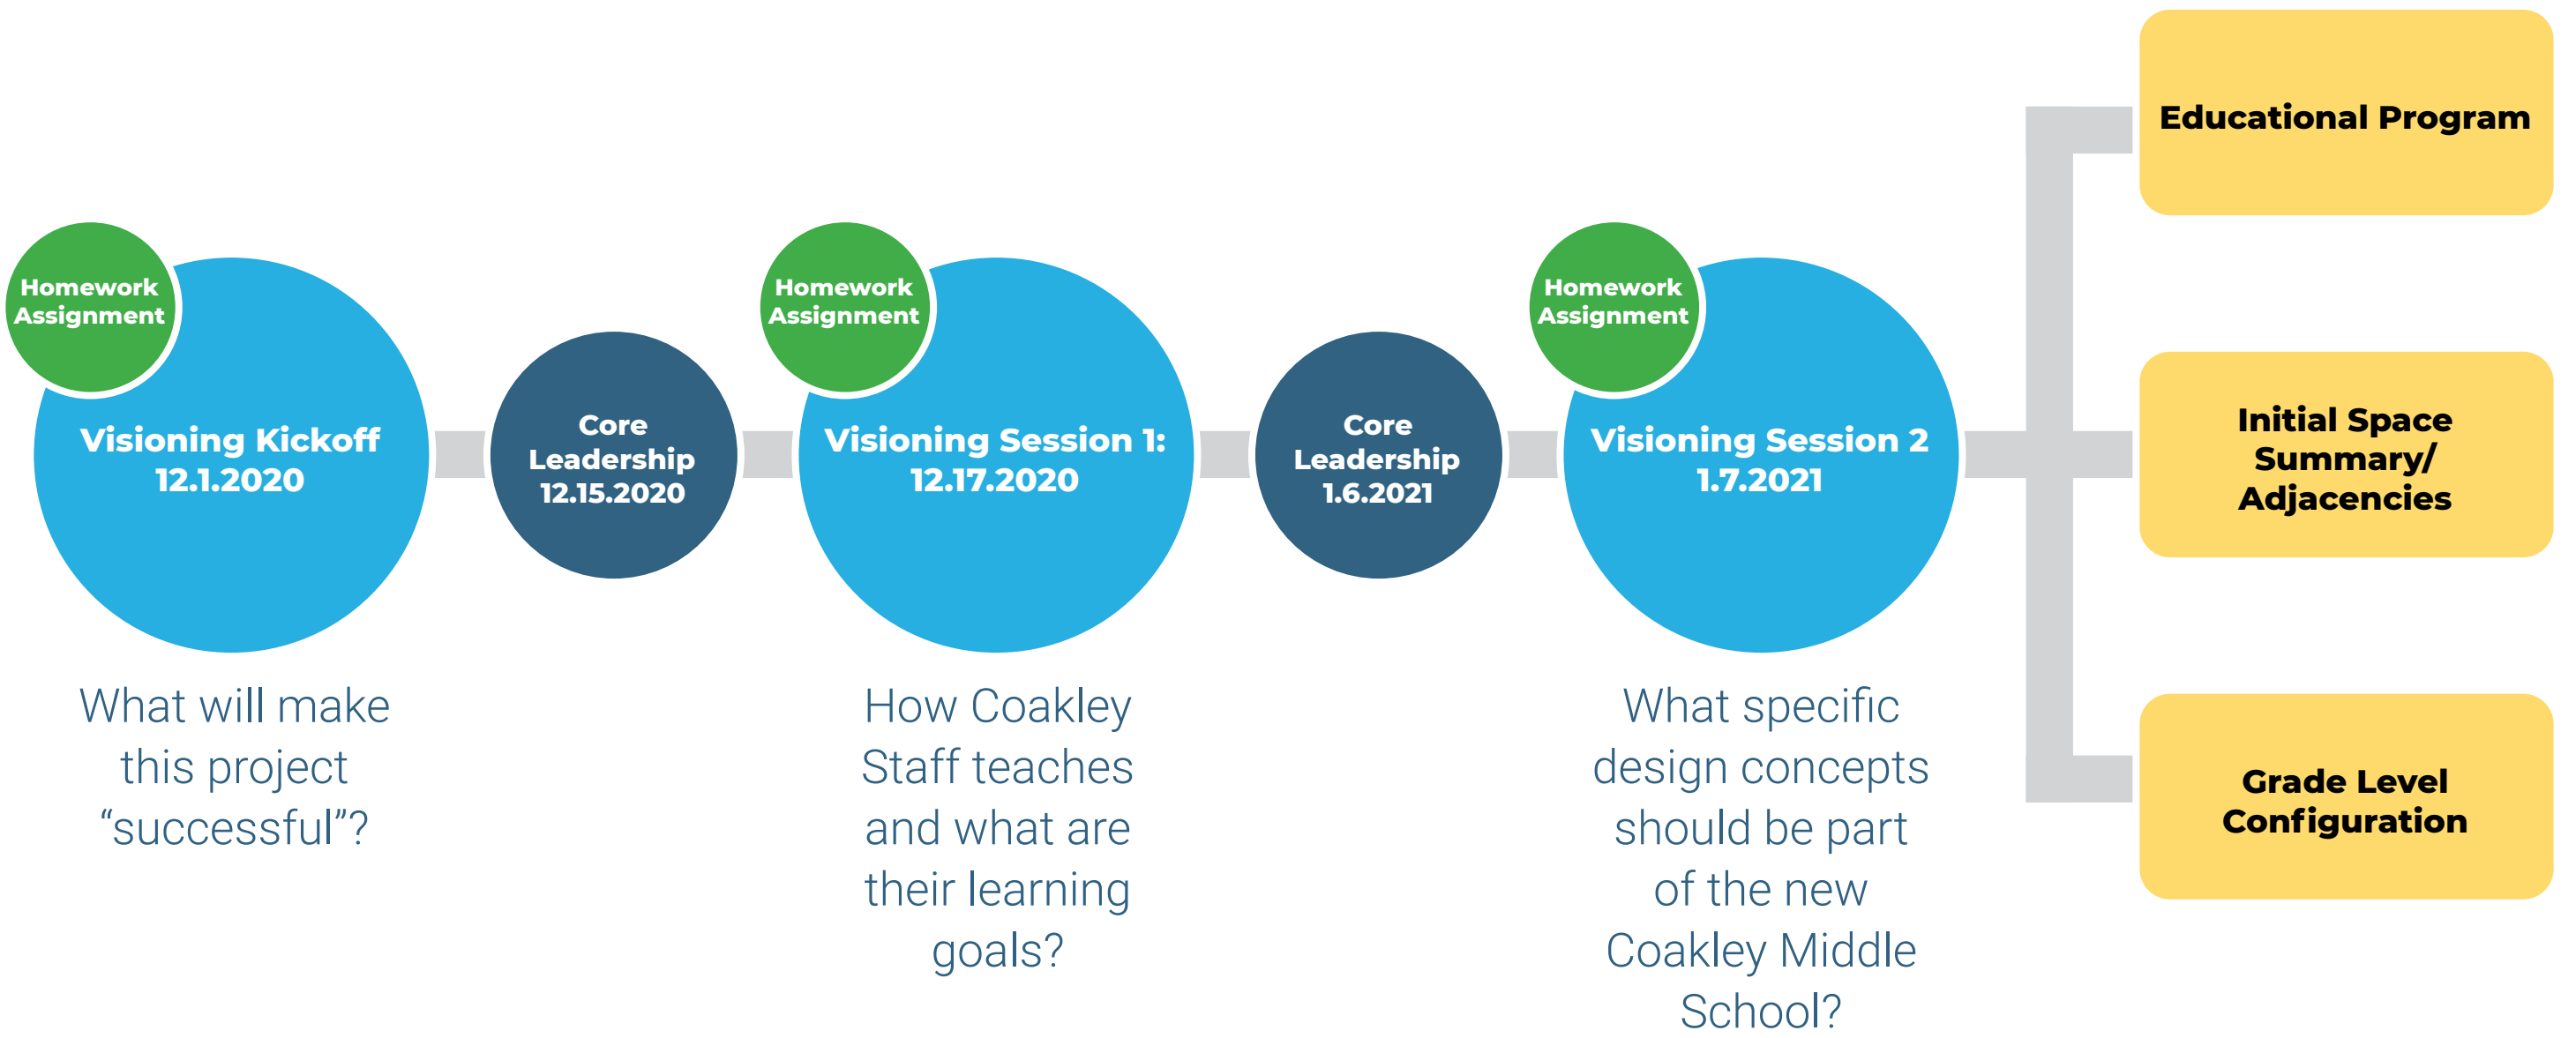 Homework
Assignment
Visioning Kickoff
12.1.2020
What will make
this project
“successful”?
Core
Leadership
12.15.2020
Homework
Assignment
Visioning Session 1:
12.17.2020
How Coakley
Staff teaches
and what are
their learning
goals?
Core
Leadership
1.6.2021
Homework
Assignment
Visioning Session 2
1.7.2021
What specific
design concepts
should be part
of the new
Coakley Middle
School?
Educational Program
Initial Space
Summary/
Adjacencies
Grade Level
Configuration